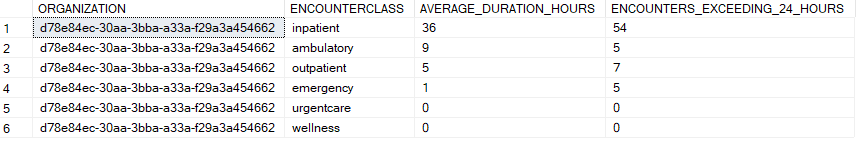 ORGANIZATION ENCOUNTERCLASS AVERAGE_DURATION_HOURS ENCOUNTERS_EXCEEDING_24_HOURS
1 d78e84ec-30aa-3bba-a33a-f29a3a454662 inpatient 36 54
2 d78e84ec-30aa-3bba-a33a-f29a3a454662 ambulatory 9 5
3 d78e84ec-30aa-3bba-a33a-f29a3a454662 outpatient 5 7
4 d78e84ec-30aa-3bba-a33a-f29a3a454662 emergency 1 5
5 d78e84ec-30aa-3bba-a33a-f29a3a454662 urgentcare 0 0
6 d78e84ec-30aa-3bba-a33a-f29a3a454662 wellness 0 0